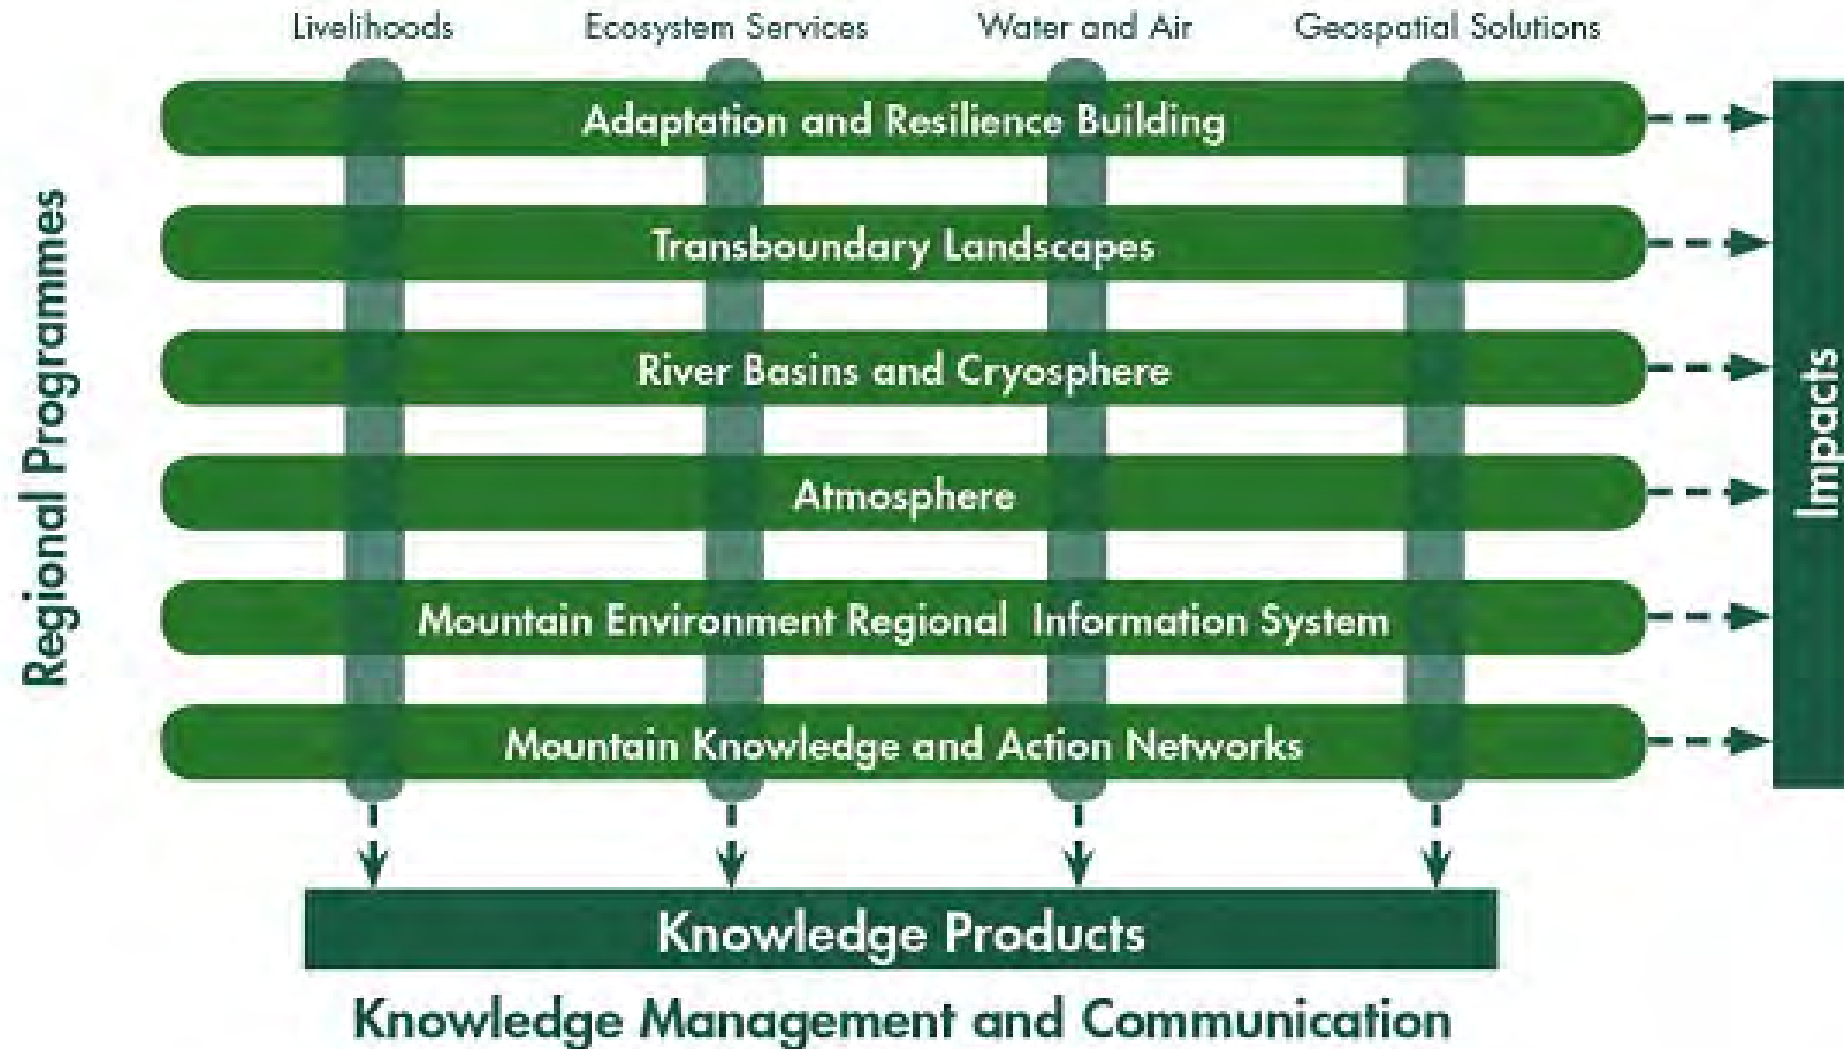 Livelihoods
Ecosystem Services
Water and Air
Geospatial Solutions
Regional Programmes
Adaptation and Resilience Building
Transboundary Landscapes
River Basins and Cryosphere
Atmosphere
Mountain Environment Regional Information System
Mountain Knowledge and Action Networks
Impacts
Knowledge Products
Knowledge Management and Communication